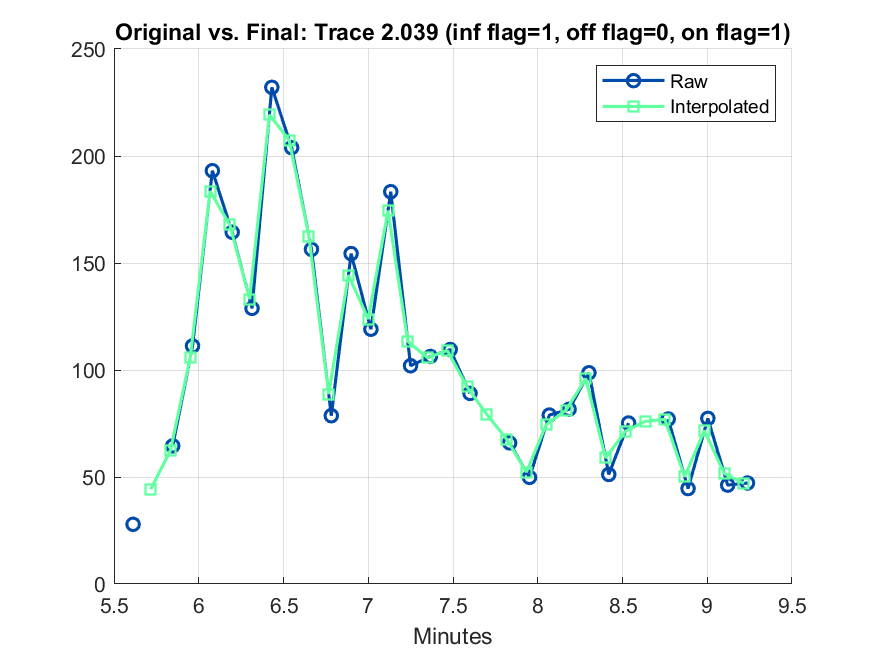 Original vs. Final: Trace 2.039 (inf flag=1, off flag=0, on flag=1)
250
200
150
100
50
0
Raw
Interpolated
5.5 6 6.5 7 7.5 8 8.5 9 9.5
Minutes